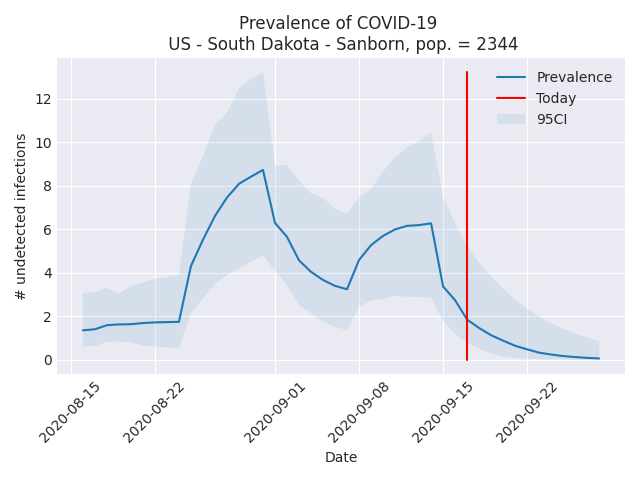 Prevalence of COVID-19
US - South Dakota - Sanborn, pop. = 2344
Prevalence
Today
95CI
# undetected infections
12
10
8
6
4
2
0
2020-08-15
2020-08-22
2020-09-01
2020-09-08
2020-09-15
2020-09-22
Date